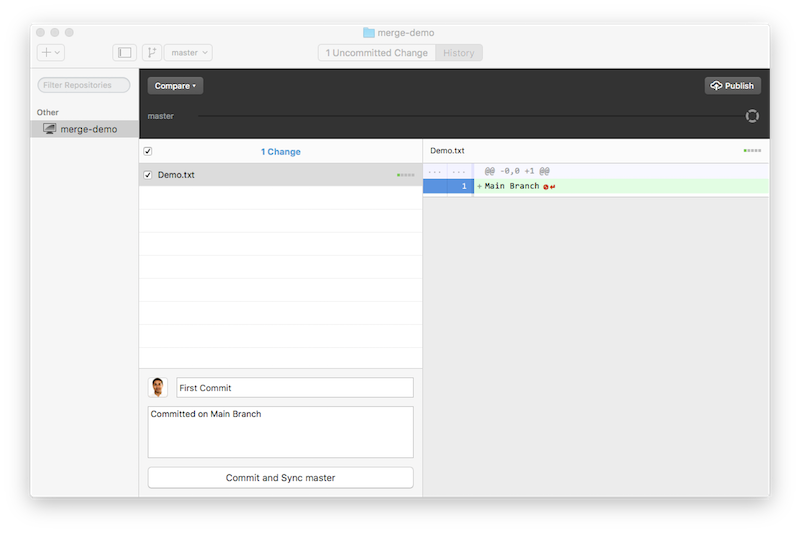 merge-demo
master
1 Uncommitted Change
History
Filter Repositories
Compare
Publish
Other
master
merge-demo
1 Change
Demo.txt
Demo.txt
... ... @@ -0,0 +1 @@
1 +Main Branch
First Commit
Committed on Main Branch
Commit and Sync master